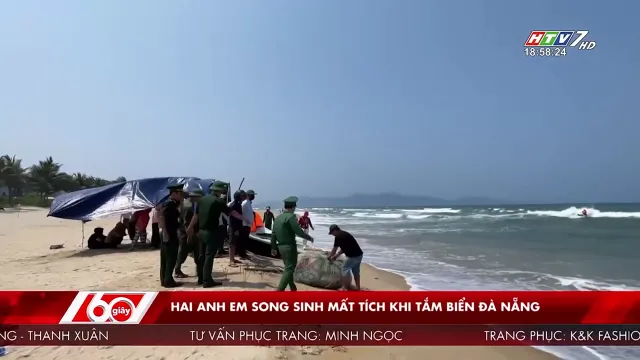 HTV7 HD
18:58:24
60 giây
HAI ANH EM SONG SINH MẤT TÍCH KHI TẮM BIỂN ĐÀ NẴNG
G - THANH XUÂN TƯ VẤN PHỤC TRANG: MINH NGỌC TRANG PHỤC: K&K FASHIO